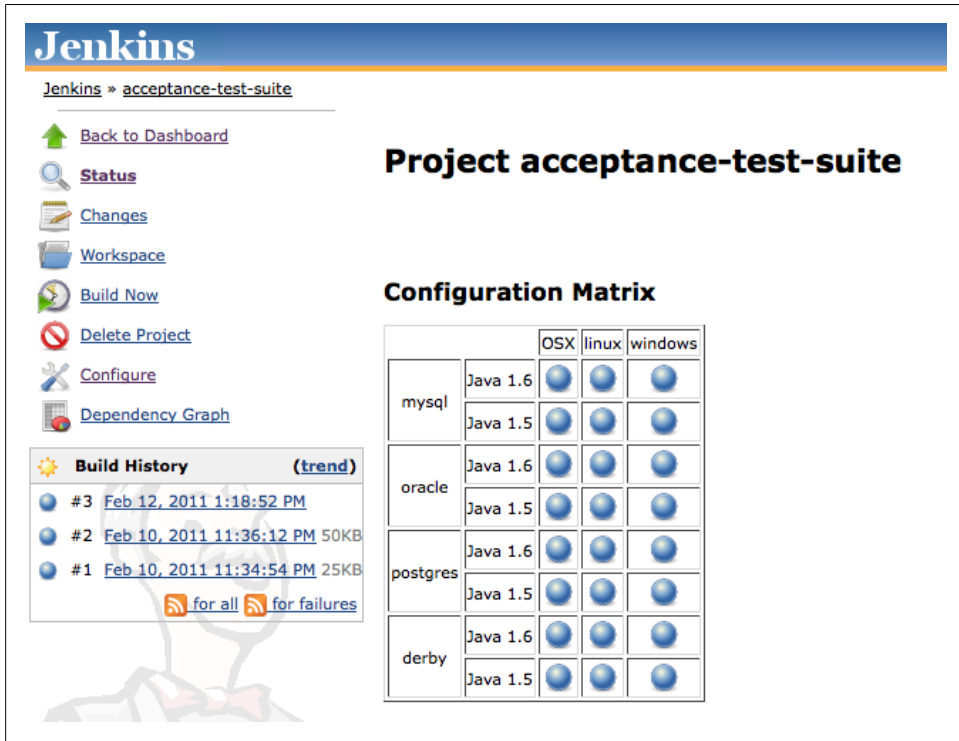 Jenkins
Jenkins » acceptance-test-suite
Back to Dashboard
Status
Changes
Workspace
Build Now
Delete Project
Configure
Dependency Graph
Build History (trend)
#3 Feb 12, 2011 1:18:52 PM
#2 Feb 10, 2011 11:36:12 PM 50KB
#1 Feb 10, 2011 11:34:54 PM 25KB
for all for failures
Project acceptance-test-suite
Configuration Matrix
OSX linux windows
mysql
Java 1.6
Java 1.5
oracle
Java 1.6
Java 1.5
postgres
Java 1.6
Java 1.5
derby
Java 1.6
Java 1.5